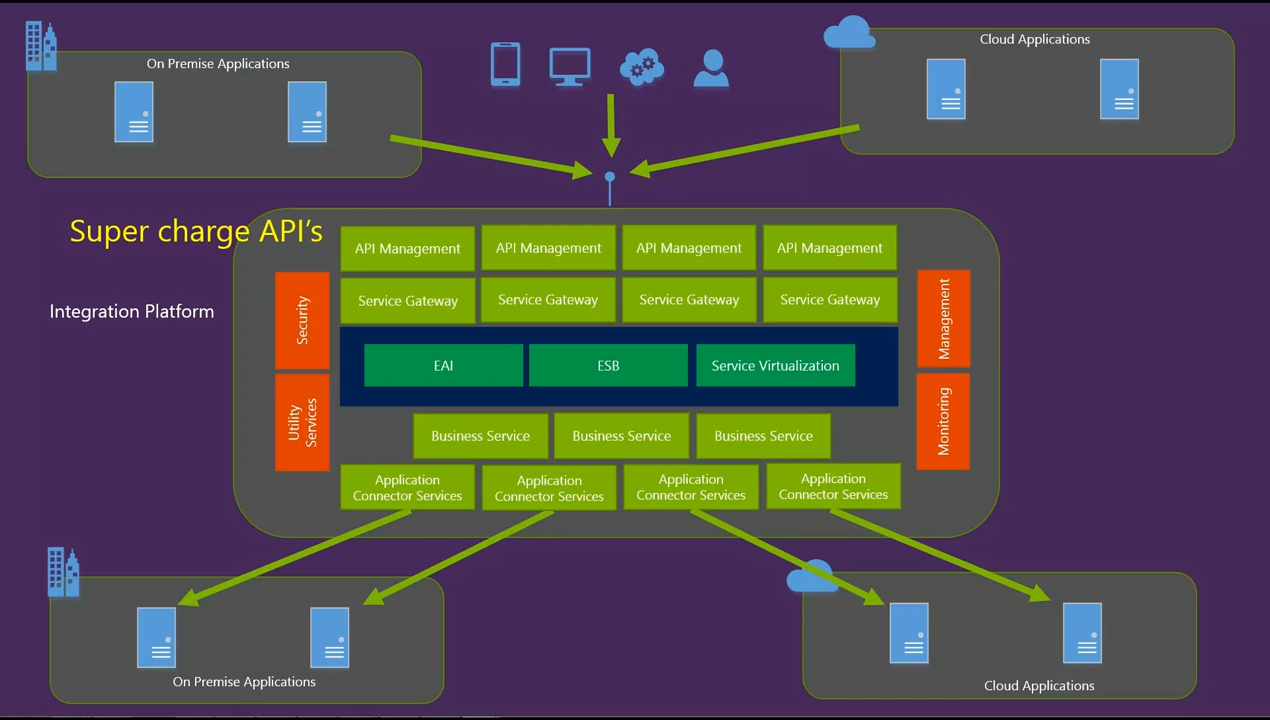 On Premise Applications
Cloud Applications
Super charge API's
Integration Platform
API Management
API Management
API Management
API Management
Service Gateway
Service Gateway
Service Gateway
Service Gateway
Security
Utility
Services
EAI
ESB
Service Virtualization
Management
Monitoring
Business Service
Business Service
Business Service
Application
Connector Services
Application
Connector Services
Application
Connector Services
Application
Connector Services
On Premise Applications
Cloud Applications